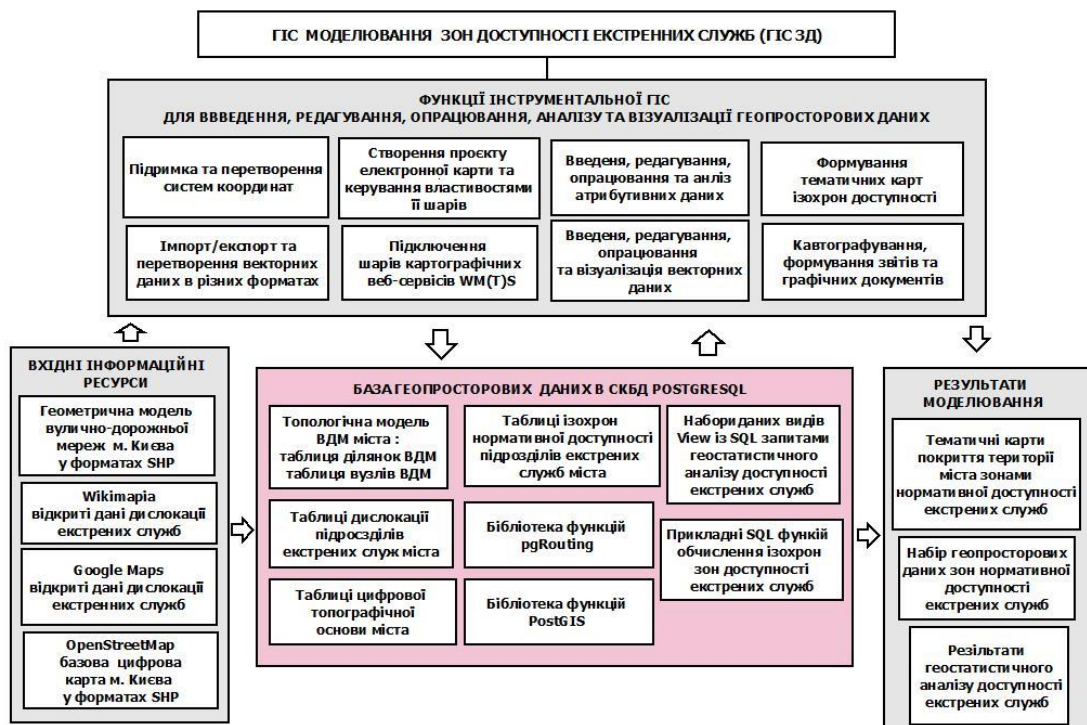 ГІС МОДЕЛЮВАННЯ ЗОН ДОСТУПНОСТІ ЕКСТРЕННИХ СЛУЖБ (ГІС ЗД)
ФУНКЦІЇ ІНСТРУМЕНТАЛЬНОЇ ГІС
ДЛЯ ВВВЕДЕННЯ, РЕДАГУВАННЯ, ОПРАЦЮВАННЯ, АНАЛІЗУ ТА ВІЗУАЛІЗАЦІЇ ГЕОПРОСТОРОВИХ ДАНИХ
Підримка та перетворення
систем координат
Створення проєкту
електронної карти та
керування властивостями
її шарів
Введеня, редагування,
опрацювання та анліз
атрибутивних даних
Формування
тематичних карт
ізохрон доступності
Імпорт/експорт та
перетворення векторних
даних в різних форматах
Підключення
шарів картографічних
веб-сервісів WM(T)S
Введеня, редагування,
опрацювання
та візуалізація векторних
даних
Кавтографування,
формування звітів та
графічних документів
ВХІДНІ ІНФОРМАЦІЙНІ
РЕСУРСИ
Геометрична модель
вулично-дорожньої
мереж м. Києва
у форматах SHP
Wikimapia
відкриті дані дислокації
екстрених служб
Google Maps
відкриті дані дислокації
екстренних служб
OpenStreetMap
базова цифрова
карта м. Києва
у форматах SHP
БАЗА ГЕОПРОСТОРОВИХ ДАНИХ В СКБД POSTGRESQL
Топологічна модель
ВДМ міста :
таблиця ділянок ВДМ
таблиця вузлів ВДМ
Таблиці ізохрон
нормативної доступності
підрозділів екстрених
служб міста
Набориданих видів
View із SQL запитами
геостатистичного
аналізу доступності
екстрених служб
Таблиці дислокації
підросзділів
екстрених служ міста
Бібліотека функцій
pgRouting
Прикладні SQL функій
обчислення ізохрон
зон доступності
екстрених служб
Таблиці цифрової
топографічної
основи міста
Бібліотека функцій
PostGIS
РЕЗУЛЬТАТИ
МОДЕЛЮВАННЯ
Тематичні карти
покриття території
міста зонами
нормативної доступності
екстрених служб
Набір геопросторових
даних зон нормативної
доступності
екстрених служб
Резільтати
геостатистичного
аналізу доступності
екстрених служб